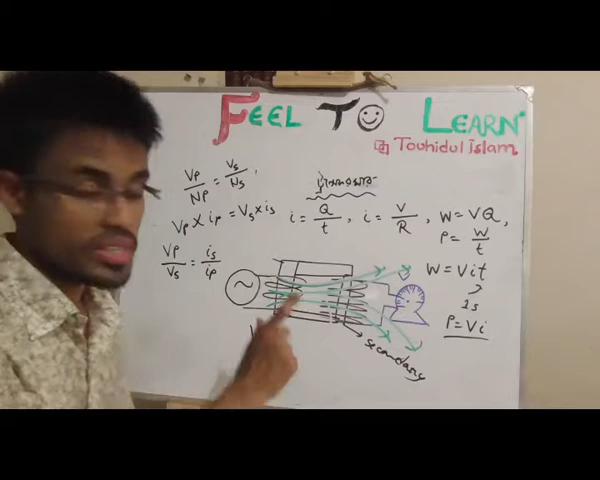 FEEL TO LEARN
Touhidul Islam
ট্রান্সফরমার
Vp/Np = Vs/Ns ,
Vp × ip = Vs × is
i = Q/t , i = V/R , W = VQ ,
P = W/t
Vp/Vs = is/ip
W = Vit
1s
P = Vi
secondary